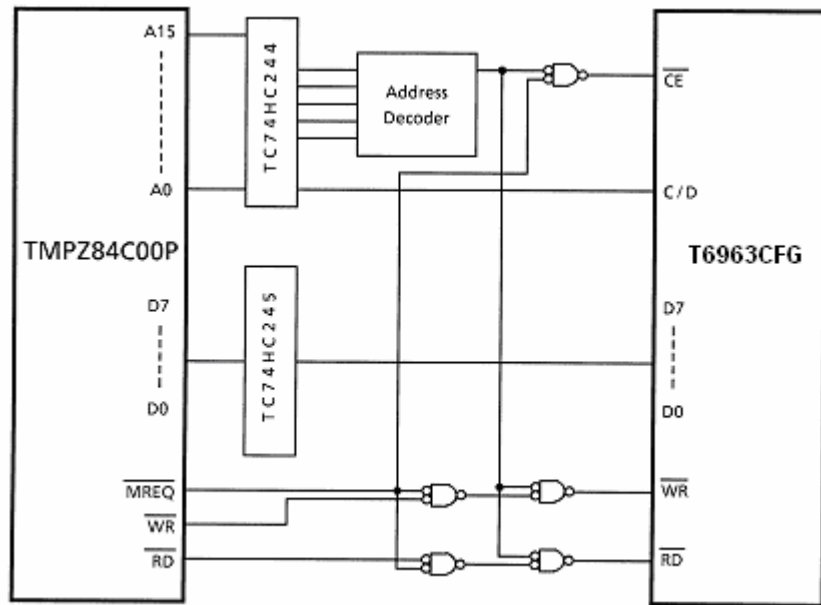 A15
A0
TMPZ84C00P
D7
D0
MREQ
WR
RD
TC74HC244
Address
Decoder
TC74HC245
CE
C / D
T6963CFG
D7
D0
WR
RD